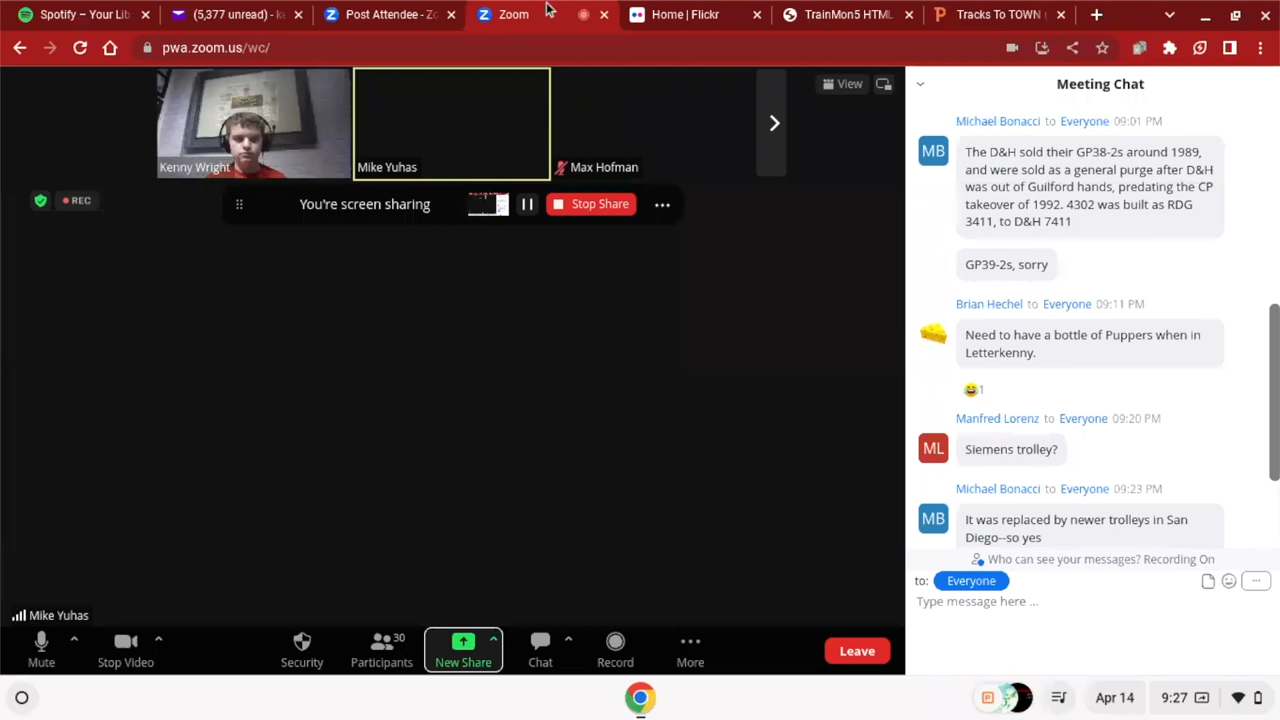 Spotify – Your Lib
(5,377 unread) - ke
Post Attendee - Zo
Zoom
Home | Flickr
TrainMon5 HTML
Tracks To TOWN
pwa.zoom.us/wc/
View
Meeting Chat
Kenny Wright
Mike Yuhas
Max Hofman
REC
You're screen sharing
Stop Share
Michael Bonacci to Everyone 09:01 PM
MB
The D&H sold their GP38-2s around 1989,
and were sold as a general purge after D&H
was out of Guilford hands, predating the CP
takeover of 1992. 4302 was built as RDG
3411, to D&H 7411
GP39-2s, sorry
Brian Hechel to Everyone 09:11 PM
Need to have a bottle of Puppers when in
Letterkenny.
1
Manfred Lorenz to Everyone 09:20 PM
ML
Siemens trolley?
Michael Bonacci to Everyone 09:23 PM
MB
It was replaced by newer trolleys in San
Diego--so yes
Who can see your messages? Recording On
to: Everyone
Type message here ...
Mike Yuhas
Mute
Stop Video
Security
Participants
30
New Share
Chat
Record
More
Leave
Apr 14
9:27